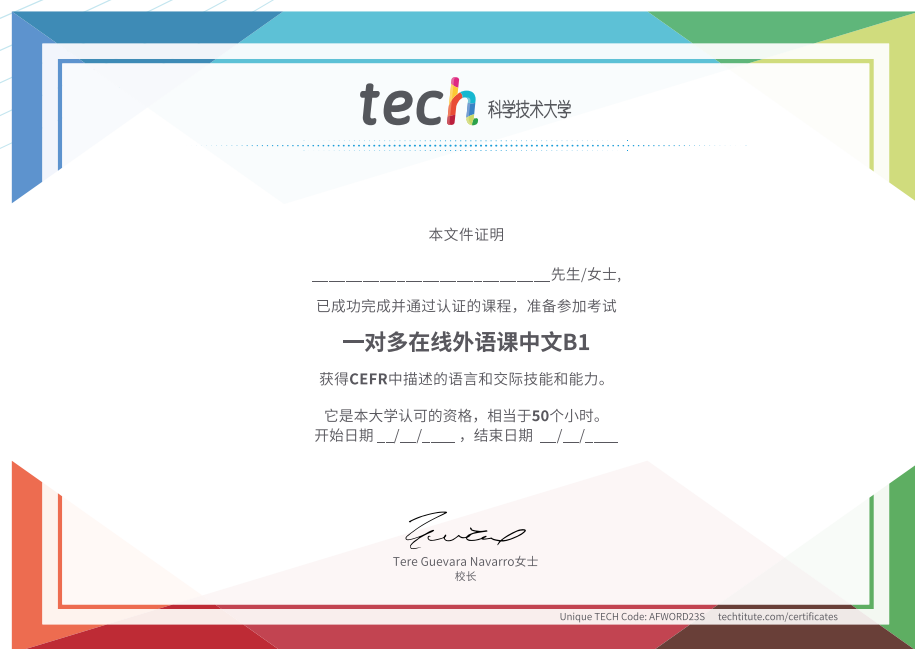 tech 科学技术大学
本文件证明
____________________________先生/女士,
已成功完成并通过认证的课程，准备参加考试
一对多在线外语课中文B1
获得CEFR中描述的语言和交际技能和能力。
它是本大学认可的资格，相当于50个小时。
开始日期 __/__/____ ，结束日期 __/__/____
Tere Guevara Navarro女士
校长
Unique TECH Code: AFWORD23S techtitute.com/certificates